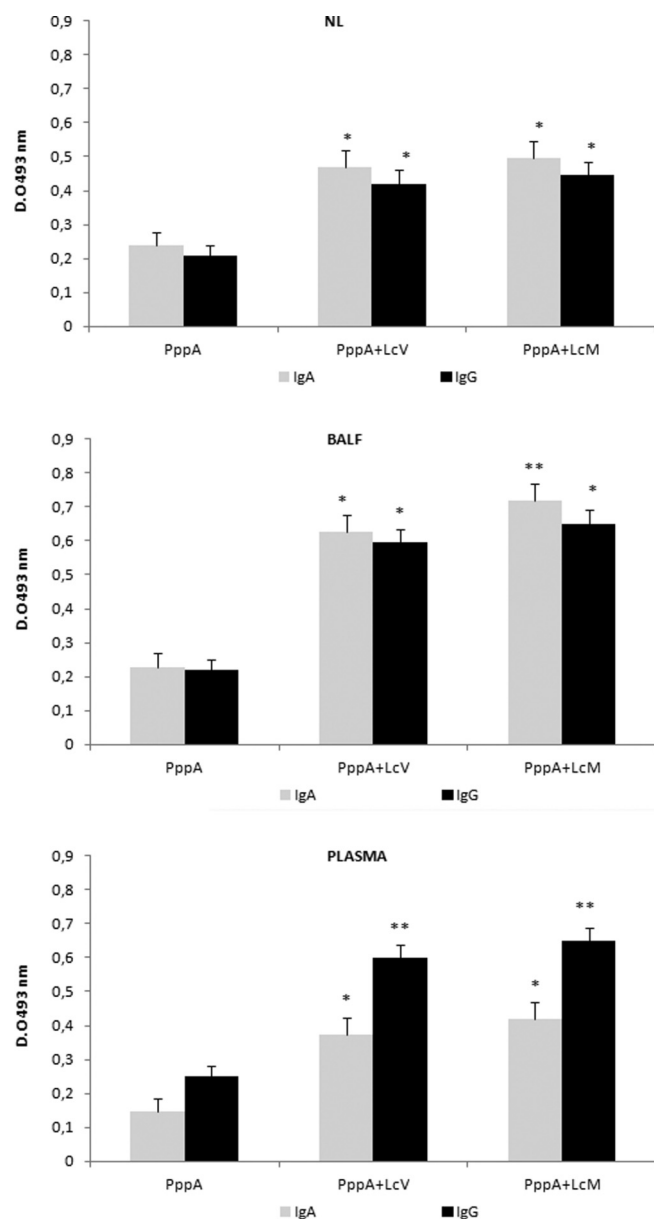 NL
D.O493 nm
0,9
0,8
0,7
0,6
0,5
0,4
0,3
0,2
0,1
0
* * * *
PppA PppA+LcV PppA+LcM
IgA IgG
BALF
D.O493 nm
0,9
0,8
0,7
0,6
0,5
0,4
0,3
0,2
0,1
0
* * ** *
PppA PppA+LcV PppA+LcM
IgA IgG
PLASMA
D.O493 nm
0,9
0,8
0,7
0,6
0,5
0,4
0,3
0,2
0,1
0
* ** * **
PppA PppA+LcV PppA+LcM
IgA IgG